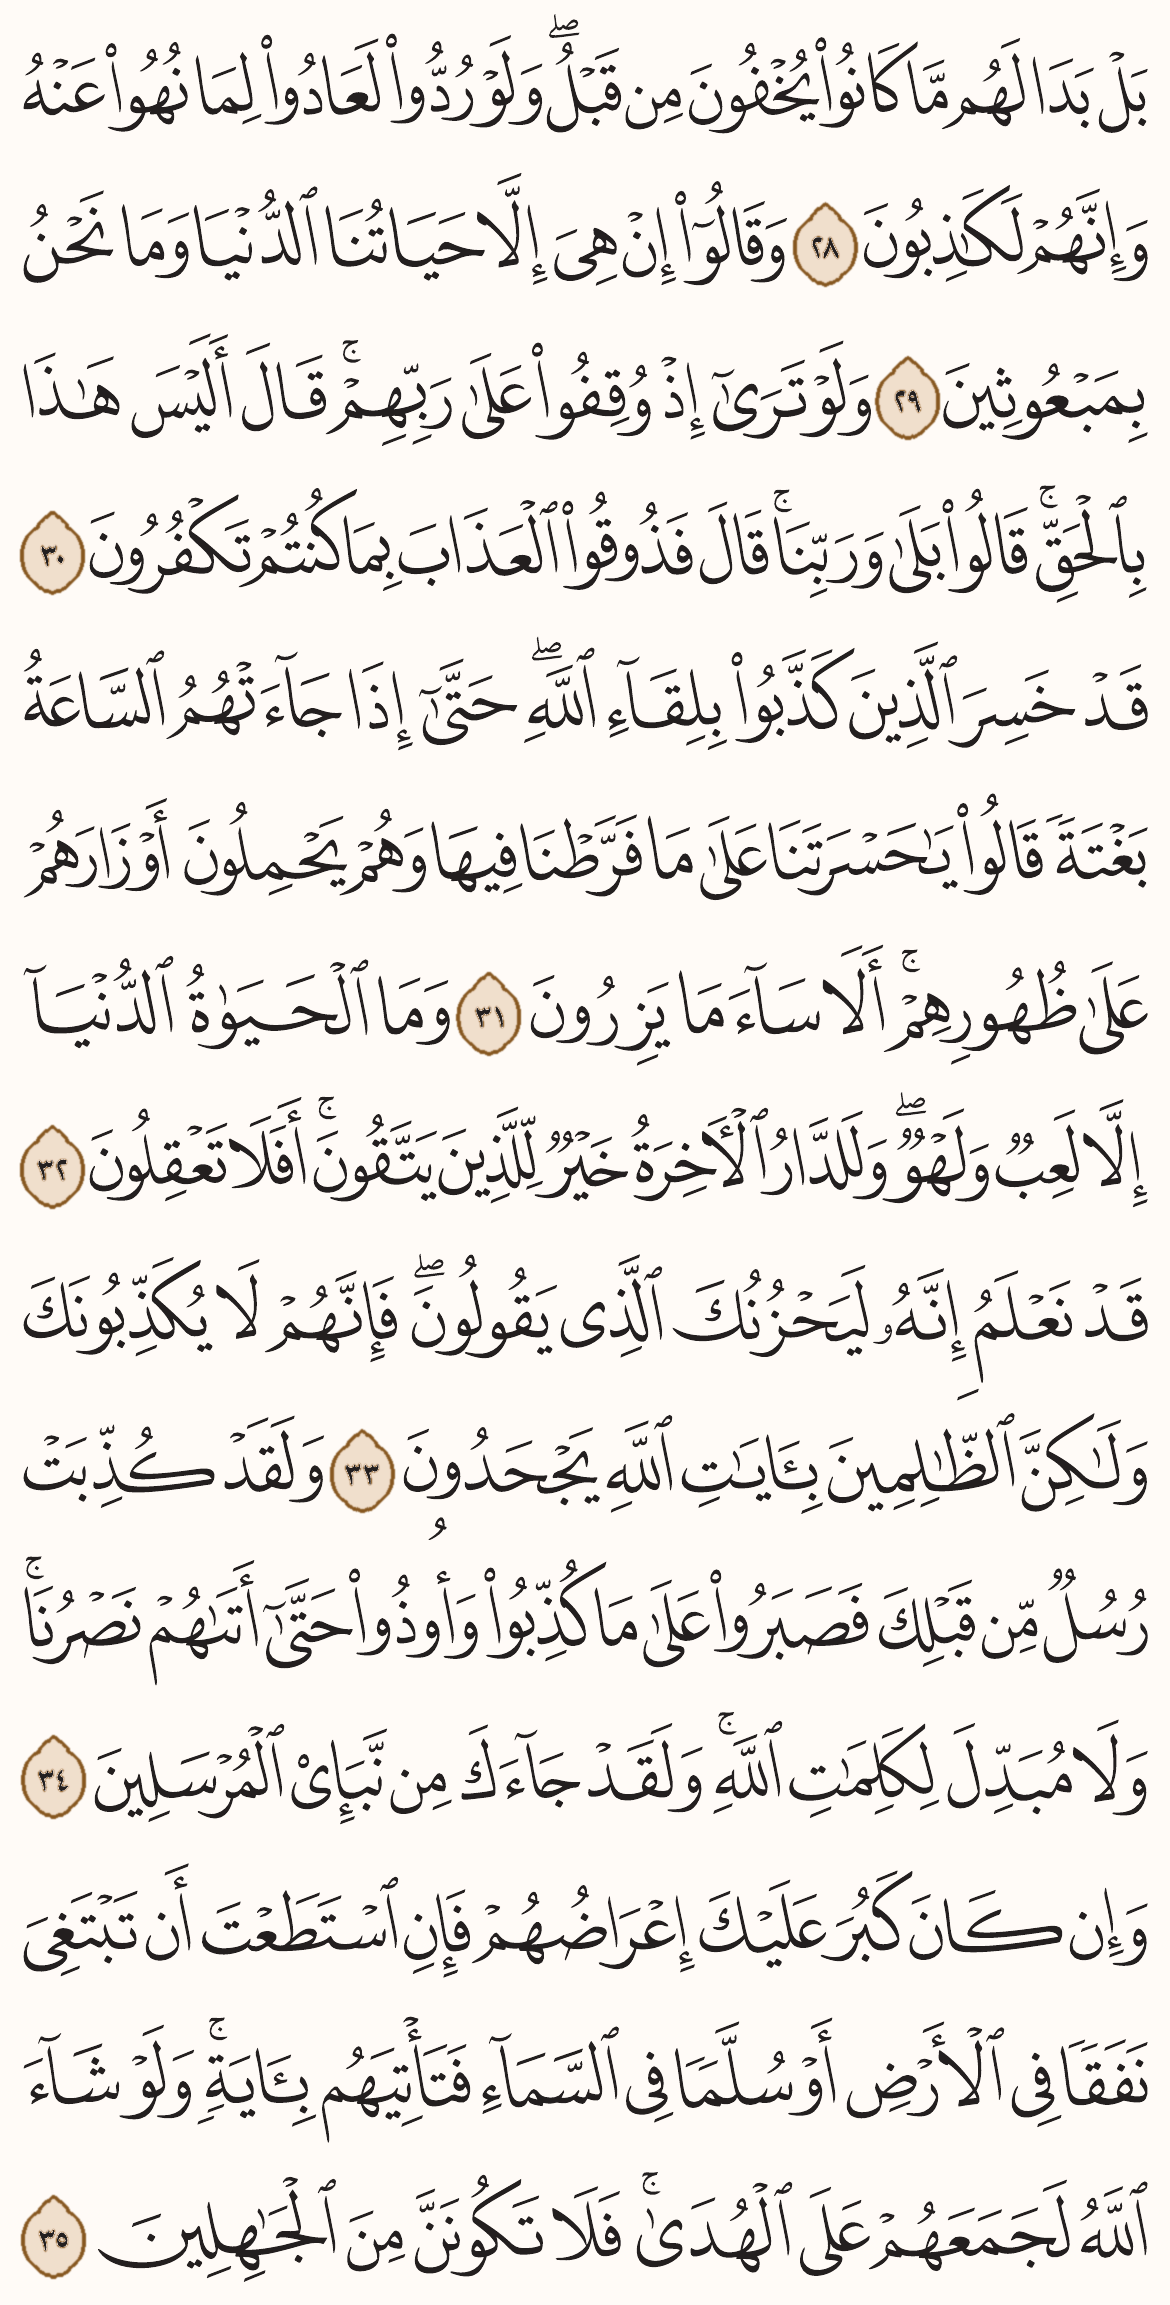 بَلْ بَدَا لَهُم مَّا كَانُوا۟ يُخْفُونَ مِن قَبْلُ ۖ وَلَوْ رُدُّوا۟ لَعَادُوا۟ لِمَا نُهُوا۟ عَنْهُ
وَإِنَّهُمْ لَكَـٰذِبُونَ ٢٨ وَقَالُوٓا۟ إِنْ هِىَ إِلَّا حَيَاتُنَا ٱلدُّنْيَا وَمَا نَحْنُ
بِمَبْعُوثِينَ ٢٩ وَلَوْ تَرَىٰٓ إِذْ وُقِفُوا۟ عَلَىٰ رَبِّهِمْ ۚ قَالَ أَلَيْسَ هَـٰذَا
بِٱلْحَقِّ ۚ قَالُوا۟ بَلَىٰ وَرَبِّنَا ۚ قَالَ فَذُوقُوا۟ ٱلْعَذَابَ بِمَا كُنتُمْ تَكْفُرُونَ ٣٠
قَدْ خَسِرَ ٱلَّذِينَ كَذَّبُوا۟ بِلِقَآءِ ٱللَّهِ ۖ حَتَّىٰٓ إِذَا جَآءَتْهُمُ ٱلسَّاعَةُ
بَغْتَةً قَالُوا۟ يَـٰحَسْرَتَنَا عَلَىٰ مَا فَرَّطْنَا فِيهَا وَهُمْ يَحْمِلُونَ أَوْزَارَهُمْ
عَلَىٰ ظُهُورِهِمْ ۚ أَلَا سَآءَ مَا يَزِرُونَ ٣١ وَمَا ٱلْحَيَوٰةُ ٱلدُّنْيَآ
إِلَّا لَعِبٌ وَلَهْوٌ ۖ وَلَلدَّارُ ٱلْـَٔاخِرَةُ خَيْرٌ لِّلَّذِينَ يَتَّقُونَ ۚ أَفَلَا تَعْقِلُونَ ٣٢
قَدْ نَعْلَمُ إِنَّهُۥ لَيَحْزُنُكَ ٱلَّذِى يَقُولُونَ ۖ فَإِنَّهُمْ لَا يُكَذِّبُونَكَ
وَلَـٰكِنَّ ٱلظَّـٰلِمِينَ بِـَٔايَـٰتِ ٱللَّهِ يَجْحَدُونَ ٣٣ وَلَقَدْ كُذِّبَتْ
رُسُلٌ مِّن قَبْلِكَ فَصَبَرُوا۟ عَلَىٰ مَا كُذِّبُوا۟ وَأُوذُوا۟ حَتَّىٰٓ أَتَىٰهُمْ نَصْرُنَا ۚ
وَلَا مُبَدِّلَ لِكَلِمَـٰتِ ٱللَّهِ ۚ وَلَقَدْ جَآءَكَ مِن نَّبَإِى۟ ٱلْمُرْسَلِينَ ٣٤
وَإِن كَانَ كَبُرَ عَلَيْكَ إِعْرَاضُهُمْ فَإِنِ ٱسْتَطَعْتَ أَن تَبْتَغِىَ
نَفَقًا فِى ٱلْأَرْضِ أَوْ سُلَّمًا فِى ٱلسَّمَآءِ فَتَأْتِيَهُم بِـَٔايَةٍ ۚ وَلَوْ شَآءَ
ٱللَّهُ لَجَمَعَهُمْ عَلَى ٱلْهُدَىٰ ۚ فَلَا تَكُونَنَّ مِنَ ٱلْجَـٰهِلِينَ ٣٥